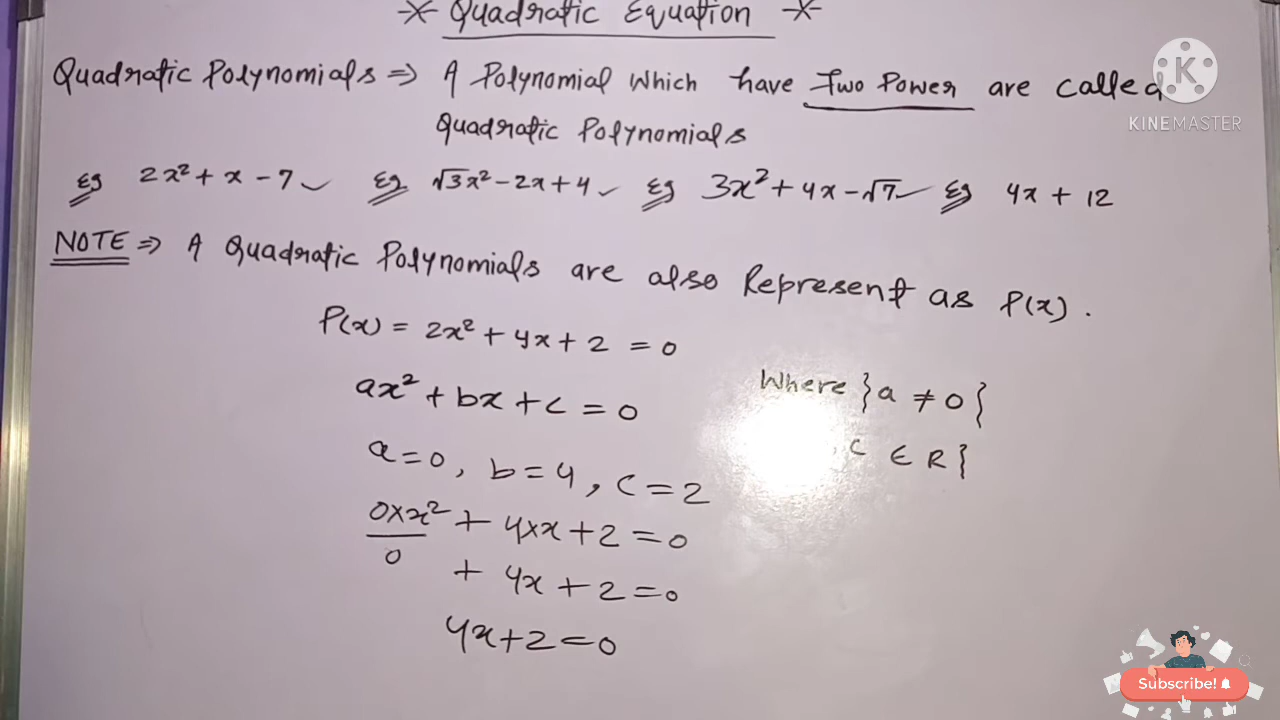 * Quadratic Equation *
Quadratic Polynomials ⇒ A Polynomial Which have Two Power are called
Quadratic Polynomials
Eg 2x² + x - 7 ✓ Eg √3x² - 2x + 4 ✓ Eg 3x² + 4x - √7 ✓ Eg 4x + 12
NOTE ⇒ A Quadratic Polynomials are also Represent as P(x).
P(x) = 2x² + 4x + 2 = 0
ax² + bx + c = 0 Where }a ≠ 0{
a = 0, b = 4, c = 2 , c ∈ R}
0×x² + 4×x + 2 = 0
0 + 4x + 2 = 0
4x + 2 = 0
K
KINEMASTER
Subscribe!